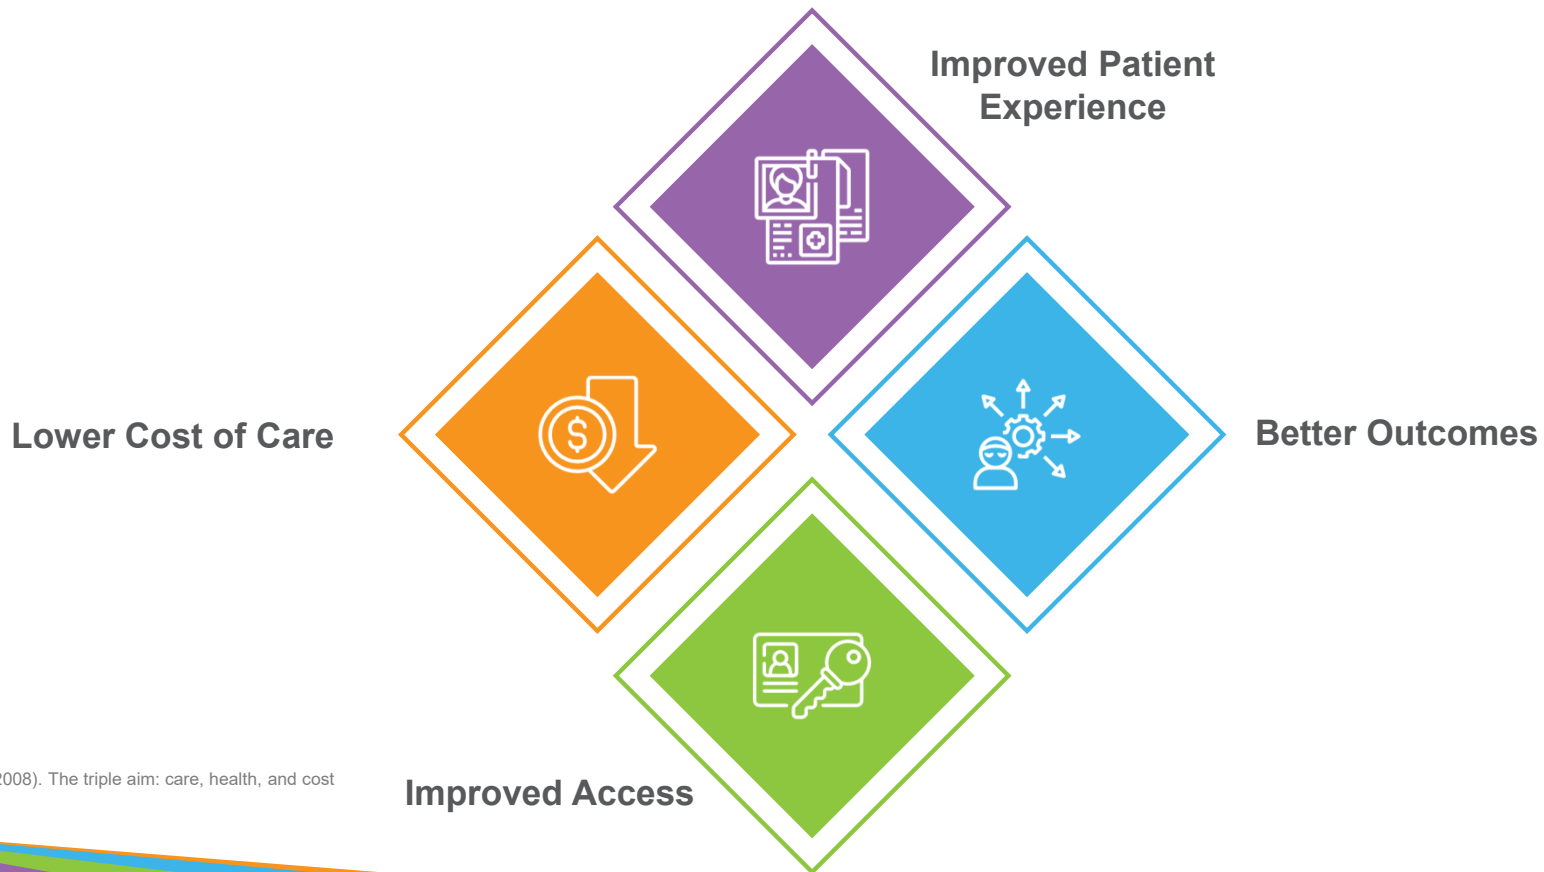 Improved Patient
Experience
Lower Cost of Care
Better Outcomes
2008). The triple aim: care, health, and cost
Improved Access